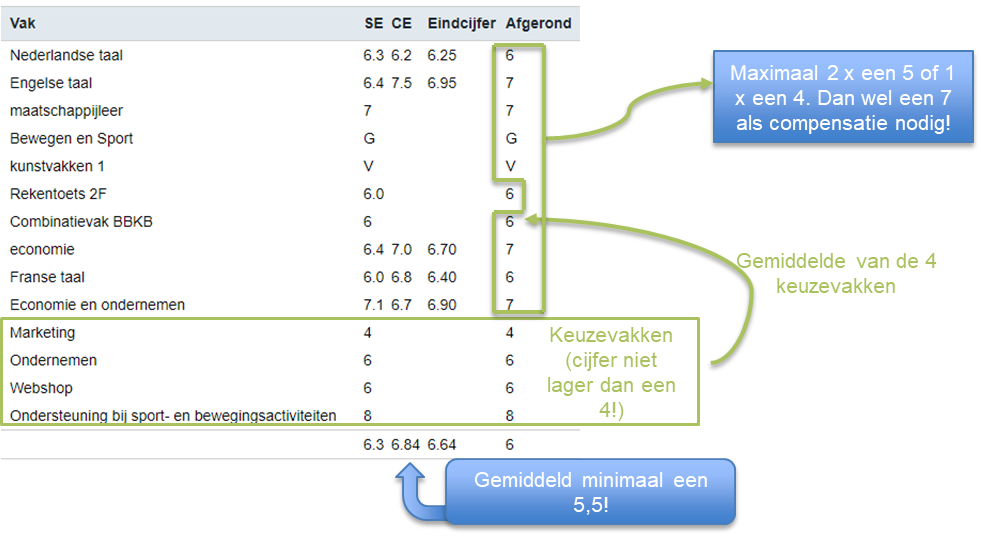 Vak SE CE Eindcijfer Afgerond
Nederlandse taal 6.3 6.2 6.25 6
Engelse taal 6.4 7.5 6.95 7
maatschappijleer 7 7
Bewegen en Sport G G
kunstvakken 1 V V
Rekentoets 2F 6.0 6
Combinatievak BBKB 6 6
economie 6.4 7.0 6.70 7
Franse taal 6.0 6.8 6.40 6
Economie en ondernemen 7.1 6.7 6.90 7
Marketing 4 4
Ondernemen 6 6
Webshop 6 6
Ondersteuning bij sport- en bewegingsactiviteiten 8 8
6.3 6.84 6.64 6
Maximaal 2 x een 5 of 1
x een 4. Dan wel een 7
als compensatie nodig!
Gemiddelde van de 4
keuzevakken
Keuzevakken
(cijfer niet
lager dan een
4!)
Gemiddeld minimaal een
5,5!